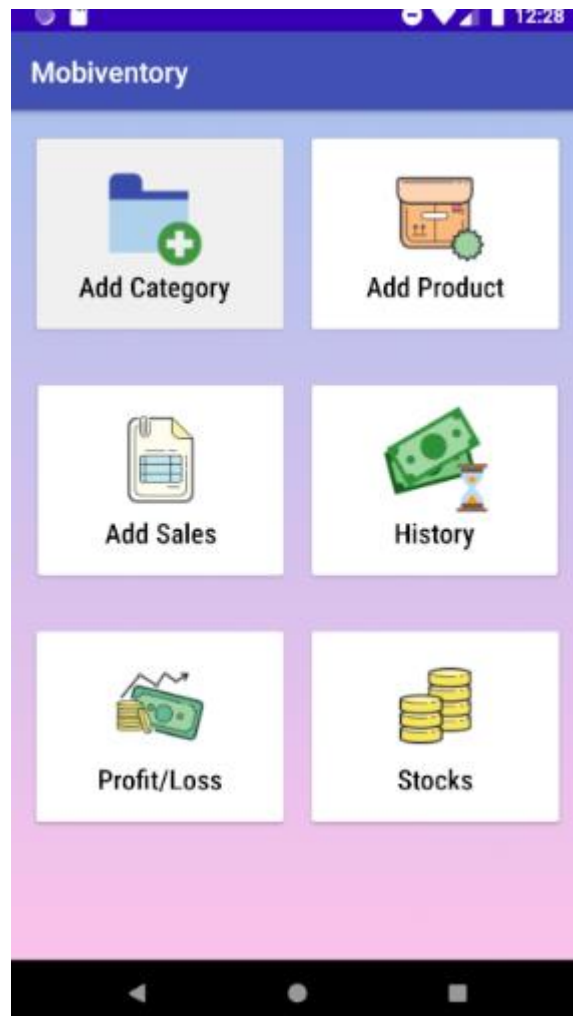 12:28
Mobiventory
Add Category
Add Product
Add Sales
History
Profit/Loss
Stocks